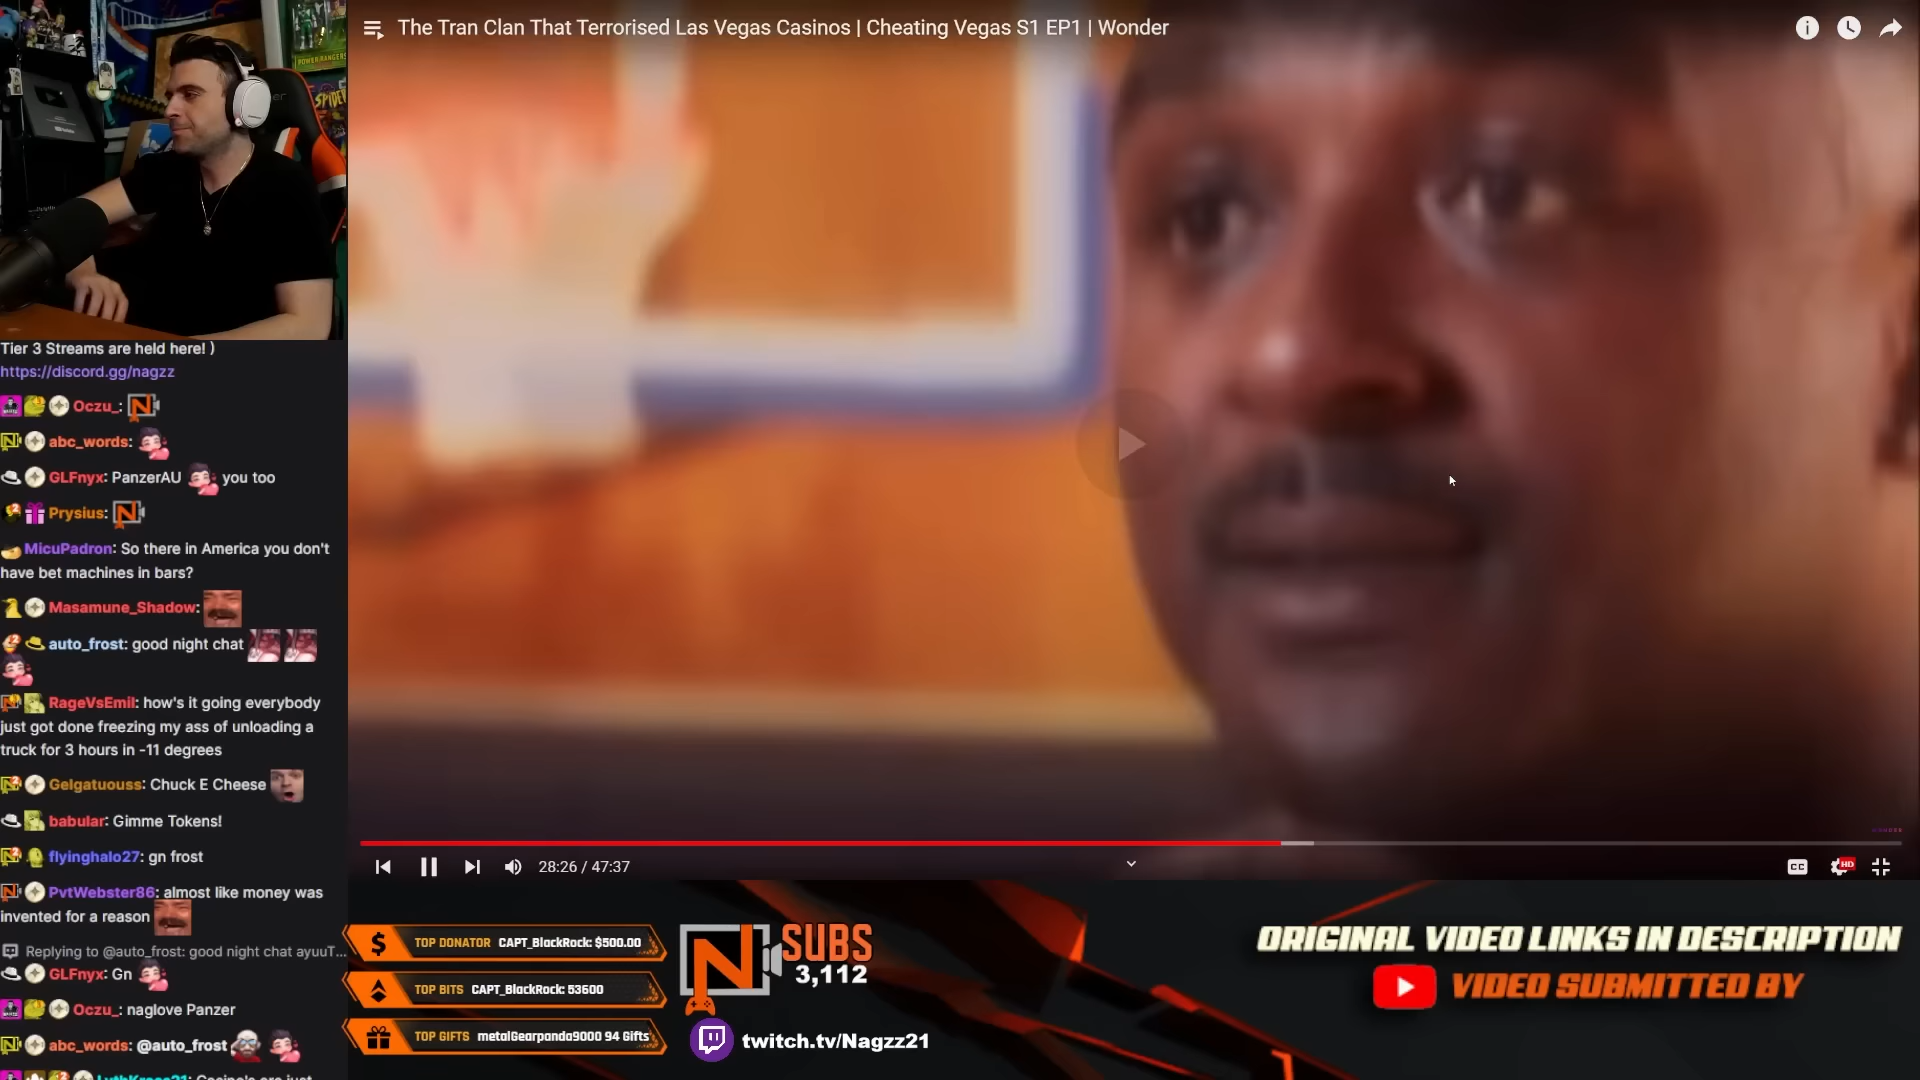 The Tran Clan That Terrorised Las Vegas Casinos | Cheating Vegas S1 EP1 | Wonder
POWER RANGERS
Tier 3 Streams are held here! )
https://discord.gg/nagzz
Oczu_:
abc_words:
GLFnyx: PanzerAU you too
Prysius:
MicuPadron: So there in America you don't
have bet machines in bars?
Masamune_Shadow:
auto_frost: good night chat
RageVsEmil: how's it going everybody
just got done freezing my ass of unloading a
truck for 3 hours in -11 degrees
Gelgatuouss: Chuck E Cheese
babular: Gimme Tokens!
flyinghalo27: gn frost
PvtWebster86: almost like money was
invented for a reason
Replying to @auto_frost: good night chat ayuuT...
GLFnyx: Gn
Oczu_: naglove Panzer
abc_words: @auto_frost
28:26 / 47:37
CC
HD
TOP DONATOR CAPT_BlackRock: $500.00
TOP BITS CAPT_BlackRock: 53600
TOP GIFTS metalGearpanda9000 94 Gifts
N SUBS
3,112
twitch.tv/Nagzz21
ORIGINAL VIDEO LINKS IN DESCRIPTION
VIDEO SUBMITTED BY